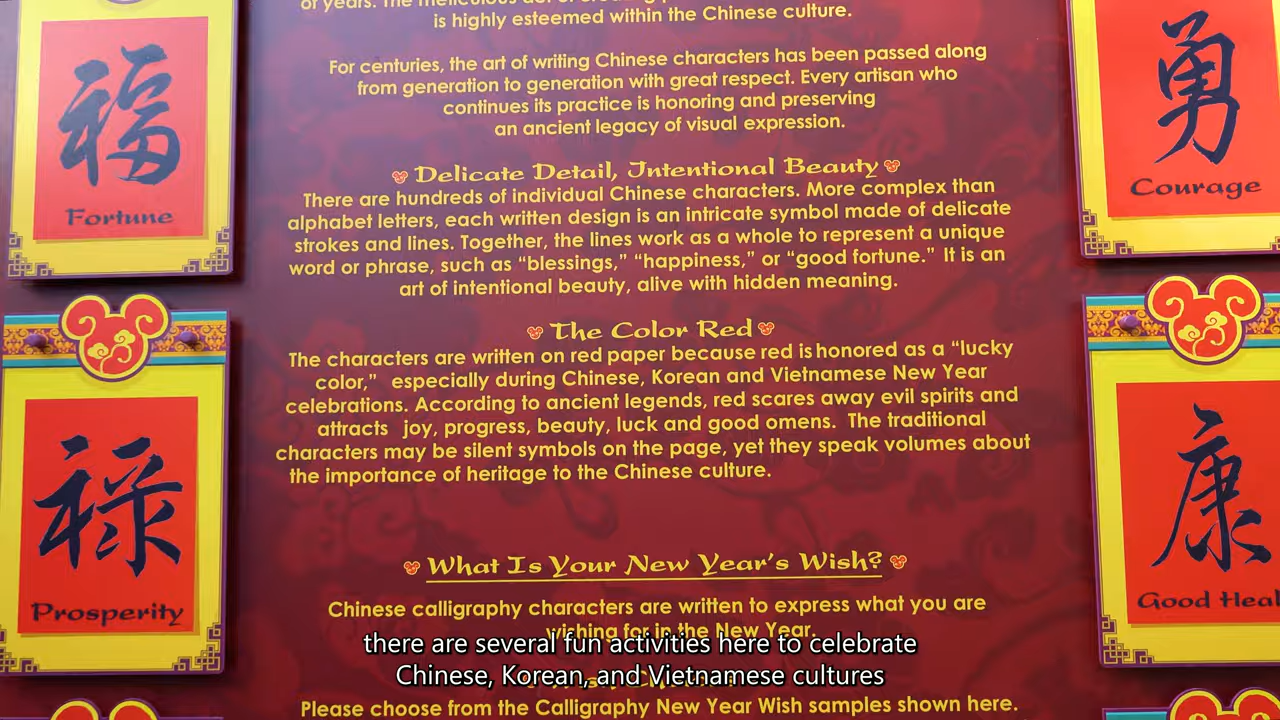 is highly esteemed within the Chinese culture.
For centuries, the art of writing Chinese characters has been passed along
from generation to generation with great respect. Every artisan who
continues its practice is honoring and preserving
an ancient legacy of visual expression.
Delicate Detail, Intentional Beauty
There are hundreds of individual Chinese characters. More complex than
alphabet letters, each written design is an intricate symbol made of delicate
strokes and lines. Together, the lines work as a whole to represent a unique
word or phrase, such as “blessings,” “happiness,” or “good fortune.” It is an
art of intentional beauty, alive with hidden meaning.
The Color Red
The characters are written on red paper because red is honored as a “lucky
color,” especially during Chinese, Korean and Vietnamese New Year
celebrations. According to ancient legends, red scares away evil spirits and
attracts joy, progress, beauty, luck and good omens. The traditional
characters may be silent symbols on the page, yet they speak volumes about
the importance of heritage to the Chinese culture.
What Is Your New Year's Wish?
Chinese calligraphy characters are written to express what you are
wishing for in the New Year.
Please choose from the Calligraphy New Year Wish samples shown here.
福
Fortune
祿
Prosperity
勇
Courage
康
Good Heal
there are several fun activities here to celebrate
Chinese, Korean, and Vietnamese cultures